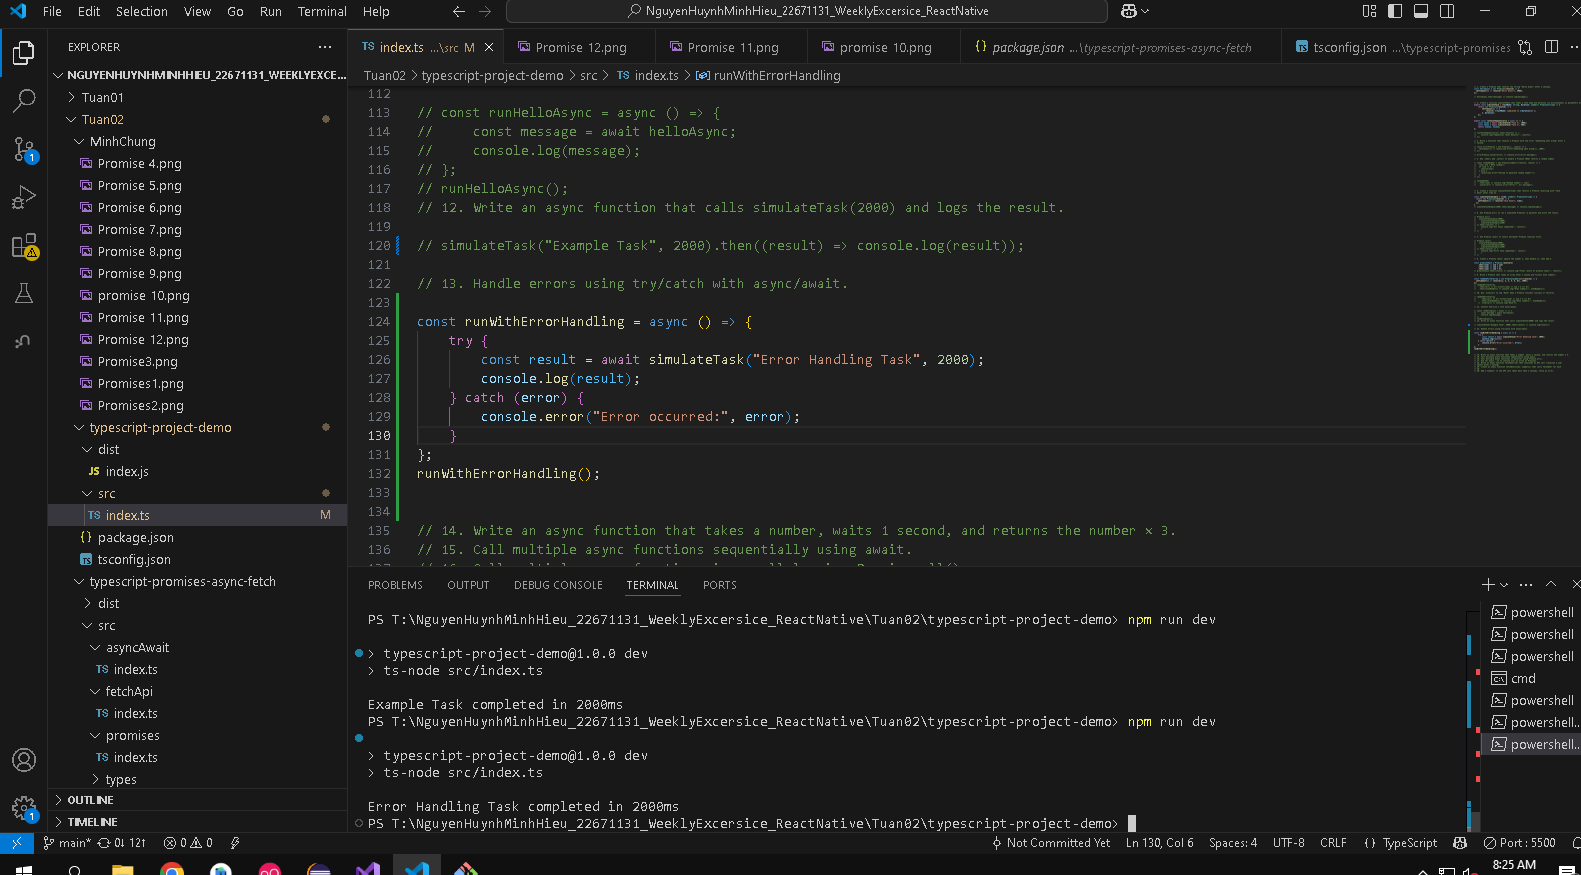 File Edit Selection View Go Run Terminal Help
NguyenHuynhMinhHieu_22671131_WeeklyExcersice_ReactNative
EXPLORER
NGUYENHUYNHMINHHIEU_22671131_WEEKLYEXCE...
Tuan01
Tuan02
MinhChung
Promise 4.png
Promise 5.png
Promise 6.png
Promise 7.png
Promise 8.png
Promise 9.png
promise 10.png
Promise 11.png
Promise 12.png
Promise3.png
Promises1.png
Promises2.png
typescript-project-demo
dist
JS index.js
src
TS index.ts M
{} package.json
TS tsconfig.json
typescript-promises-async-fetch
dist
src
asyncAwait
TS index.ts
fetchApi
TS index.ts
promises
TS index.ts
types
OUTLINE
TIMELINE
TS index.ts ...\src M
Promise 12.png
Promise 11.png
promise 10.png
{} package.json ...\typescript-promises-async-fetch
TS tsconfig.json ...\typescript-promises
Tuan02 > typescript-project-demo > src > TS index.ts > runWithErrorHandling
112
113 // const runHelloAsync = async () => {
114 //     const message = await helloAsync;
115 //     console.log(message);
116 // };
117 // runHelloAsync();
118 // 12. Write an async function that calls simulateTask(2000) and logs the result.
119
120 // simulateTask("Example Task", 2000).then((result) => console.log(result));
121
122 // 13. Handle errors using try/catch with async/await.
123
124 const runWithErrorHandling = async () => {
125     try {
126         const result = await simulateTask("Error Handling Task", 2000);
127         console.log(result);
128     } catch (error) {
129         console.error("Error occurred:", error);
130     }
131 };
132 runWithErrorHandling();
133
134
135 // 14. Write an async function that takes a number, waits 1 second, and returns the number × 3.
136 // 15. Call multiple async functions sequentially using await.
PROBLEMS OUTPUT DEBUG CONSOLE TERMINAL PORTS
PS T:\NguyenHuynhMinhHieu_22671131_WeeklyExcersice_ReactNative\Tuan02\typescript-project-demo> npm run dev
> typescript-project-demo@1.0.0 dev
> ts-node src/index.ts
Example Task completed in 2000ms
PS T:\NguyenHuynhMinhHieu_22671131_WeeklyExcersice_ReactNative\Tuan02\typescript-project-demo> npm run dev
> typescript-project-demo@1.0.0 dev
> ts-node src/index.ts
Error Handling Task completed in 2000ms
PS T:\NguyenHuynhMinhHieu_22671131_WeeklyExcersice_ReactNative\Tuan02\typescript-project-demo>
powershell
powershell
powershell
cmd
powershell
powershell...
powershell...
main* 0↓ 12↑ 0 0
Not Committed Yet Ln 130, Col 6 Spaces: 4 UTF-8 CRLF {} TypeScript Port : 5500
8:25 AM